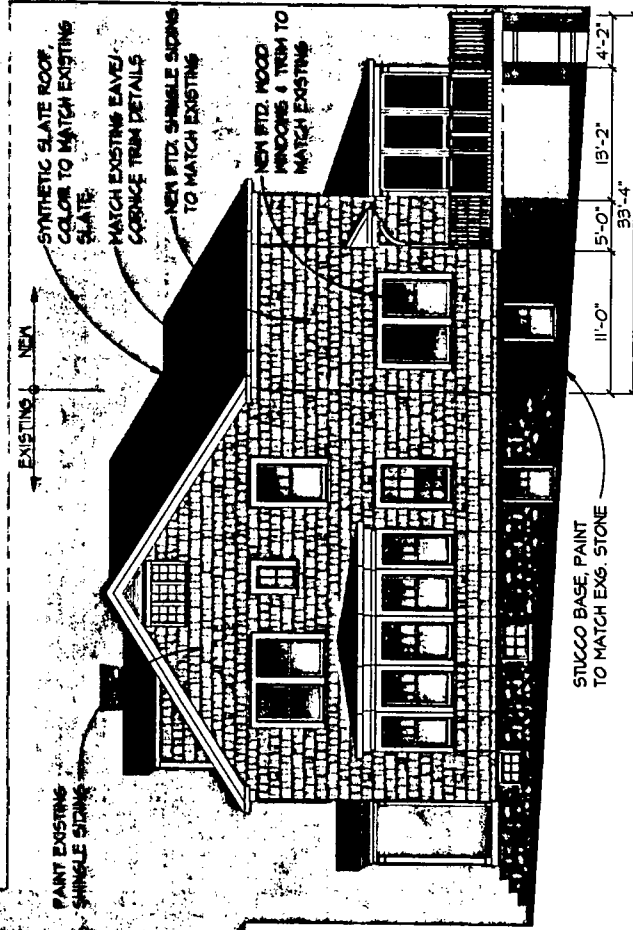 EXISTING
NEW
SYNTHETIC SLATE ROOF,
COLOR TO MATCH EXISTING
SLATE
MATCH EXISTING EAVE/
CORNICE TRIM DETAILS
NEW PTD. SHINGLE SIDING
TO MATCH EXISTING
NEW PTD. WOOD
WINDOWS & TRIM TO
MATCH EXISTING
PAINT EXISTING
SHINGLE SIDING
STUCCO BASE, PAINT
TO MATCH EXG. STONE
11'-0"
5'-0"
13'-2"
4'-2"
33'-4"